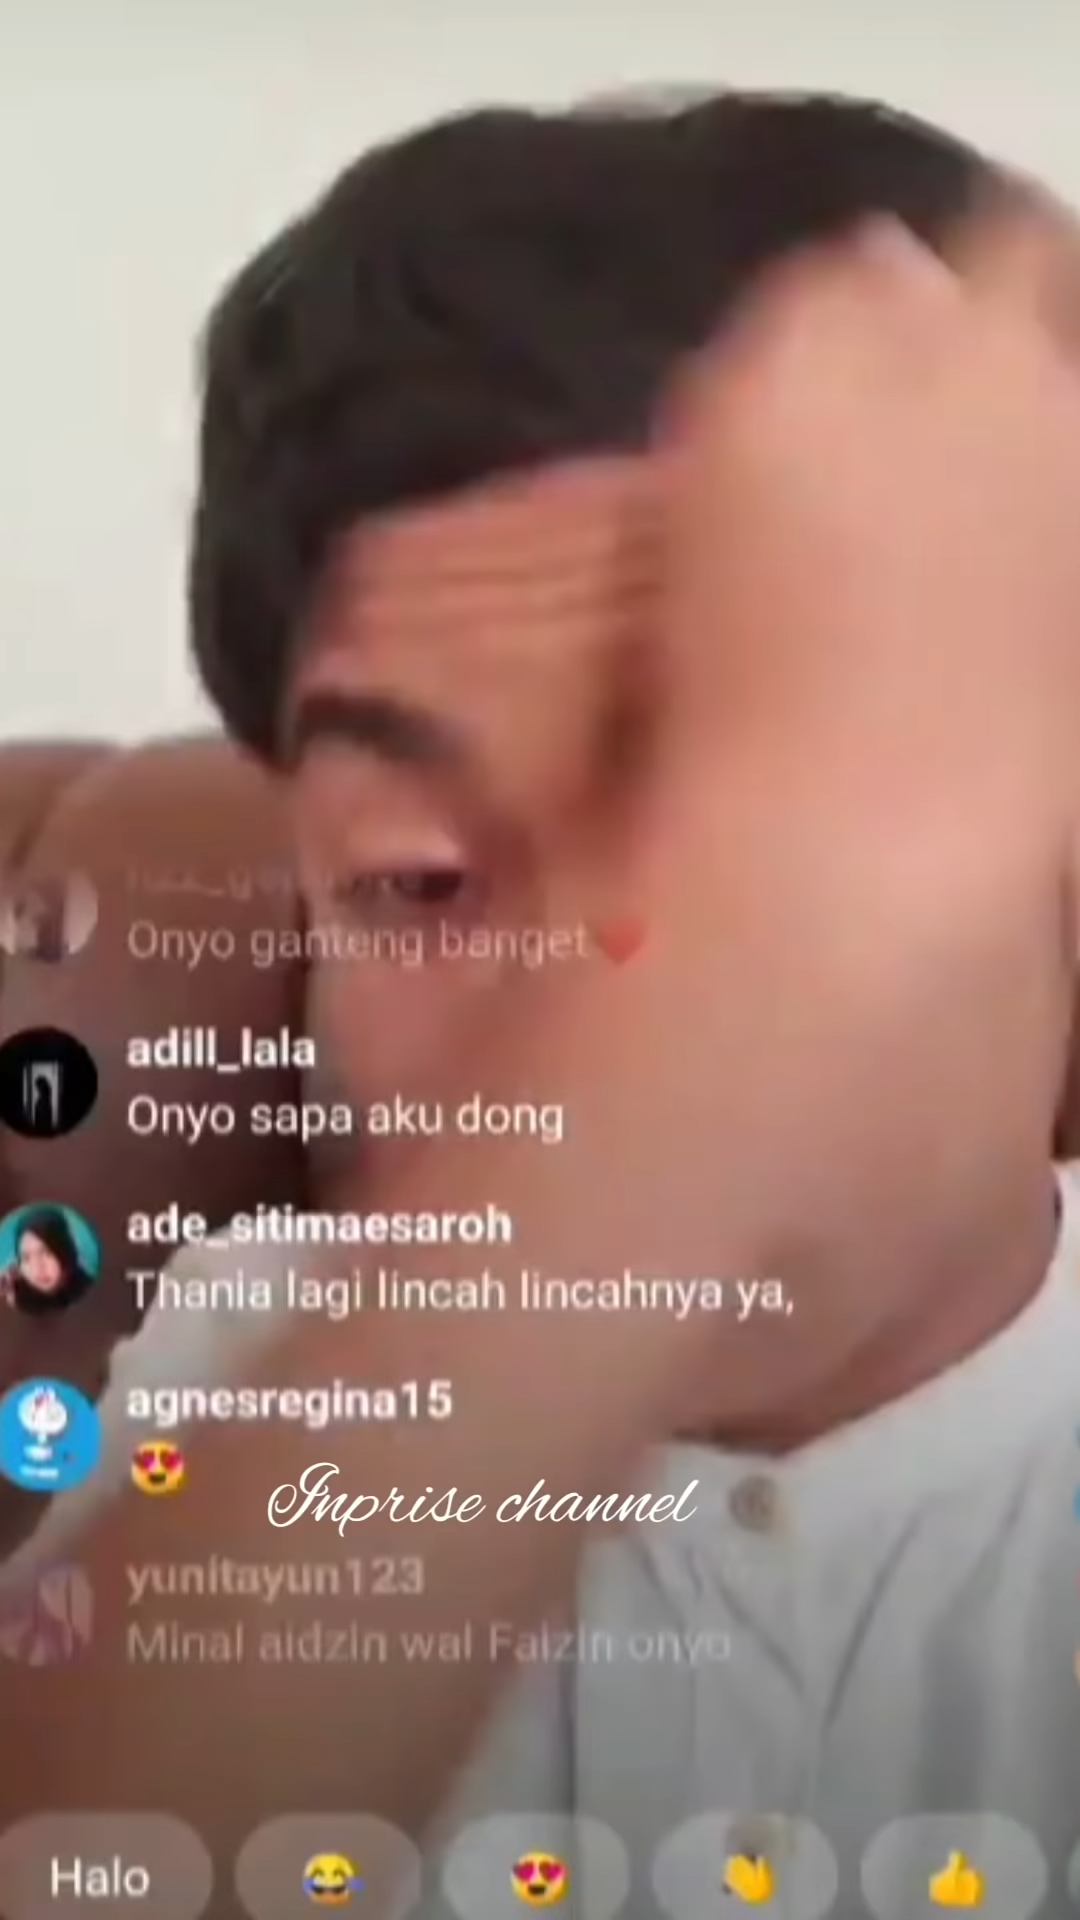 Onyo ganteng banget❤️
adill_lala
Onyo sapa aku dong
ade_sitimaesaroh
Thania lagi lincah lincahnya ya,
agnesregina15
😍
Inprise channel
yunitayun123
Minal aidzin wal Faizin onyo
Halo 😂 😍 👏 👍